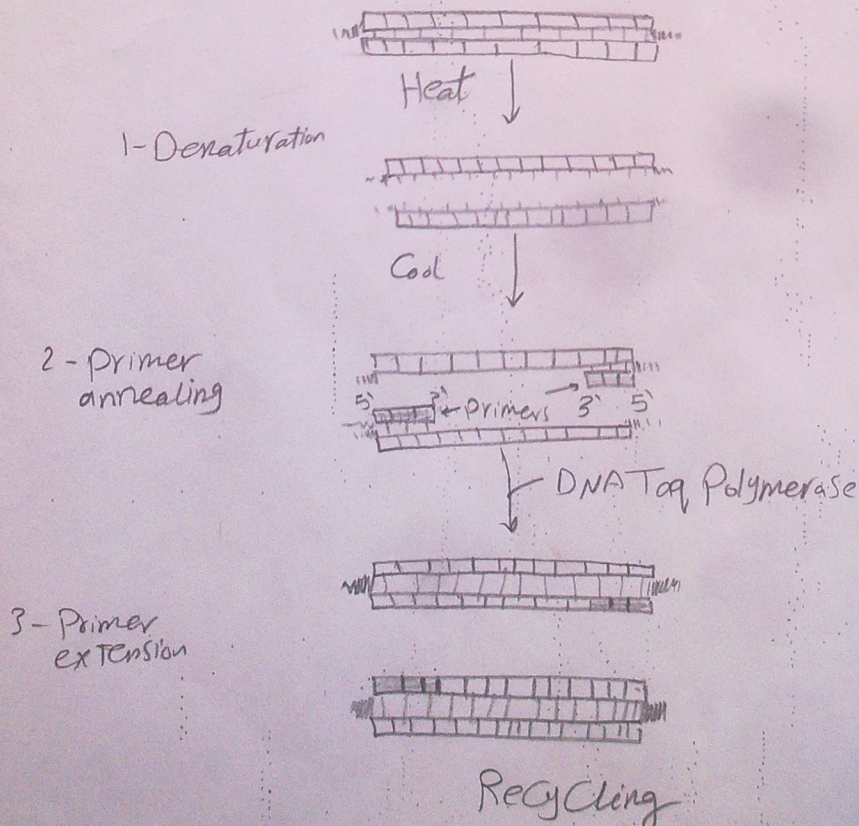 Heat
1-Denaturation
Cool
2-Primer
annealing
5` 3` Primers 3` 5`
DNA Taq Polymerase
3-Primer
extension
Recycling